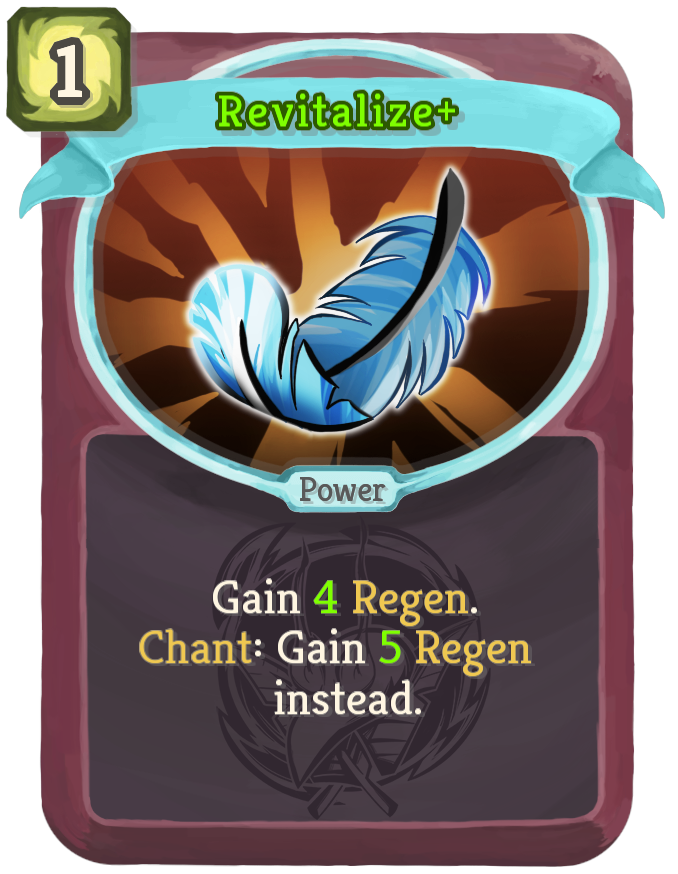 1
Revitalize+
Power
Gain 4 Regen.
Chant: Gain 5 Regen
instead.